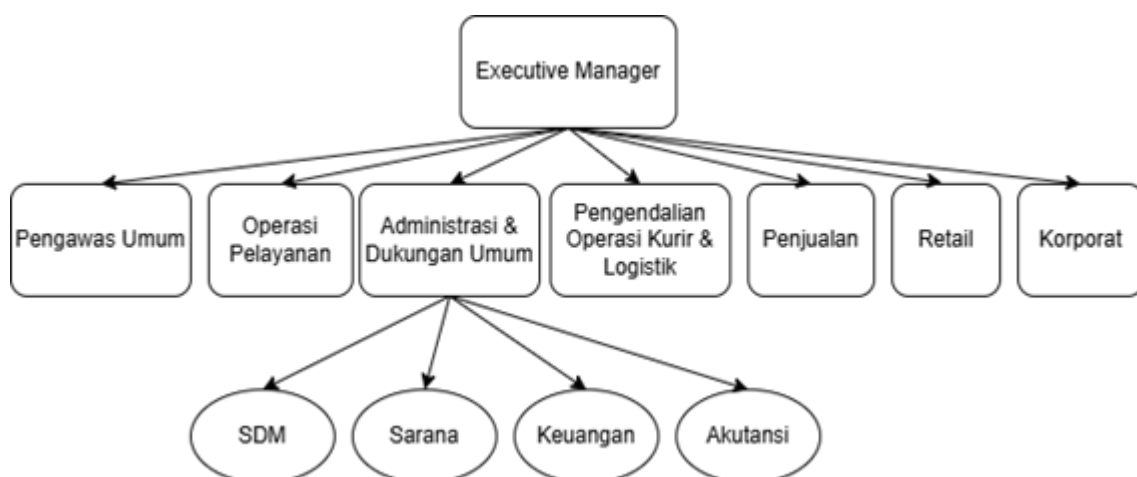 Executive Manager
Pengawas Umum
Operasi
Pelayanan
Administrasi &
Dukungan Umum
Pengendalian
Operasi Kurir &
Logistik
Penjualan
Retail
Korporat
SDM
Sarana
Keuangan
Akutansi